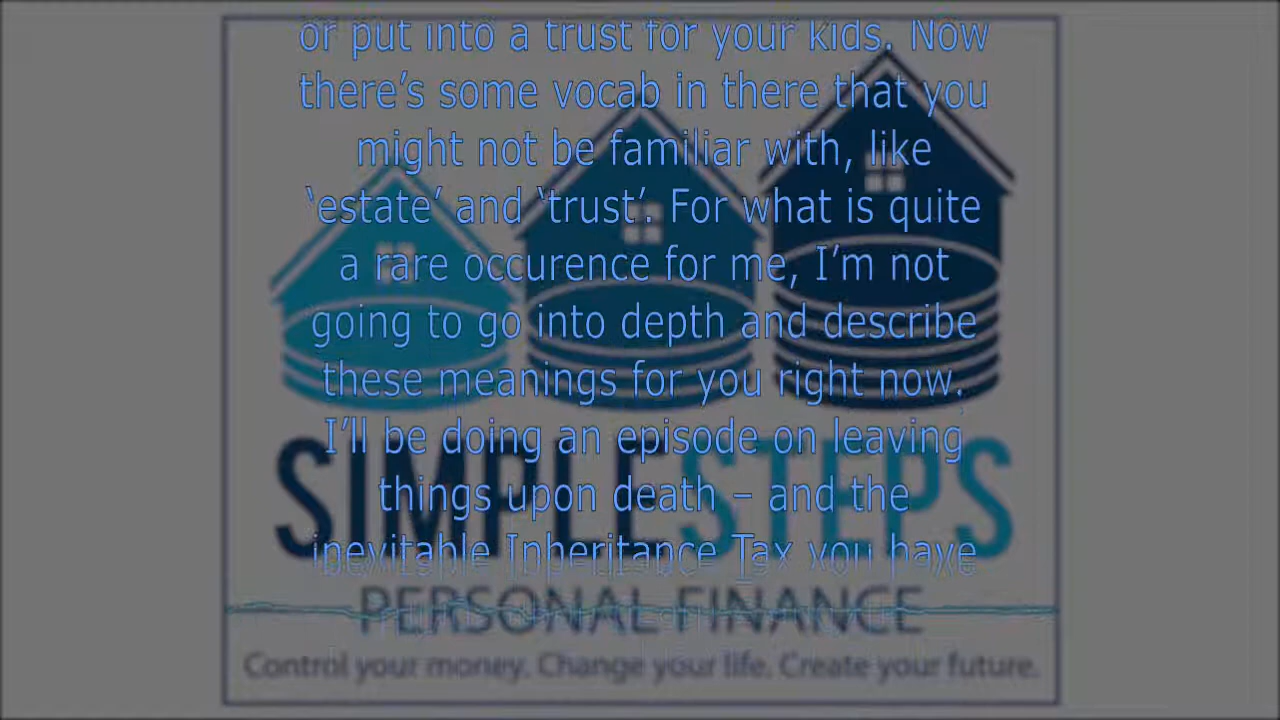 or put into a trust for your kids. Now
there’s some vocab in there that you
might not be familiar with, like
‘estate’ and ‘trust’. For what is quite
a rare occurence for me, I’m not
going to go into depth and describe
these meanings for you right now.
I’ll be doing an episode on leaving
things upon death – and the
inevitable Inheritance Tax you have
SIMPLESTEPS
PERSONAL FINANCE
Control your money. Change your life. Create your future.